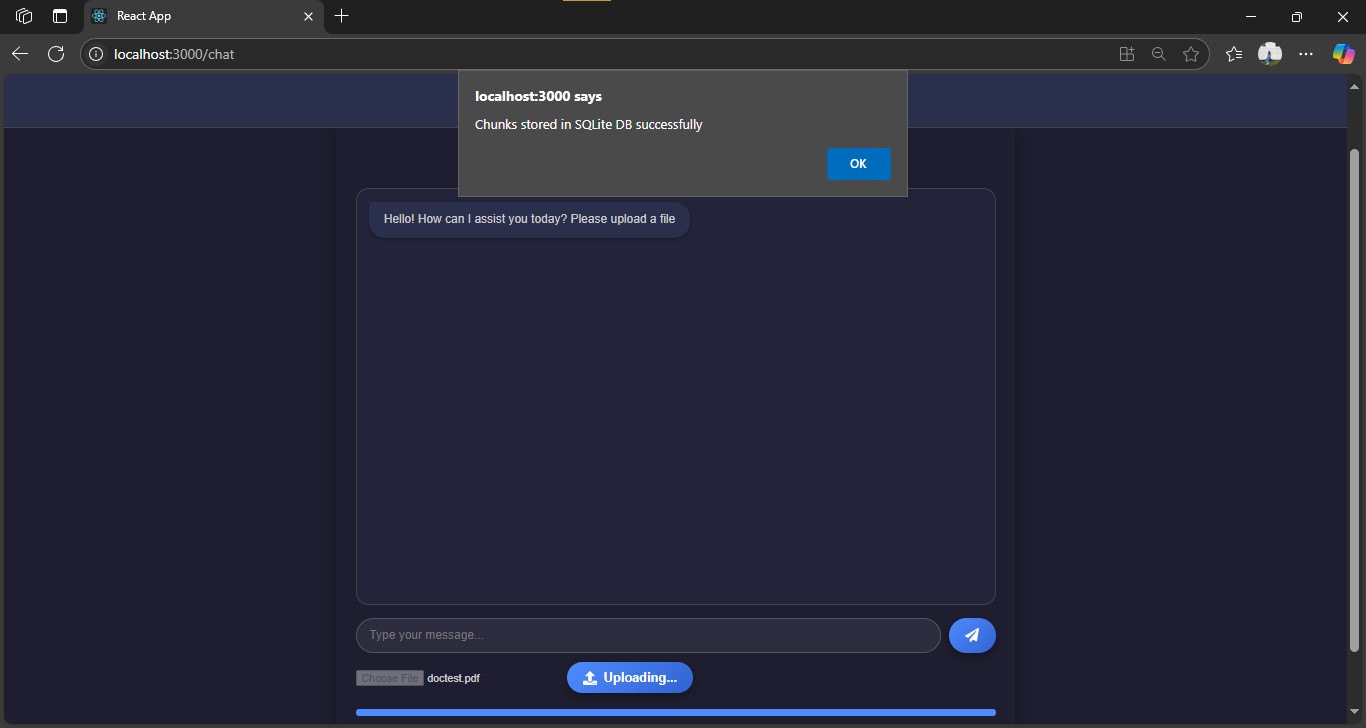 React App
localhost:3000/chat
localhost:3000 says
Chunks stored in SQLite DB successfully
OK
Hello! How can I assist you today? Please upload a file
Type your message...
Choose File doctest.pdf
Uploading...